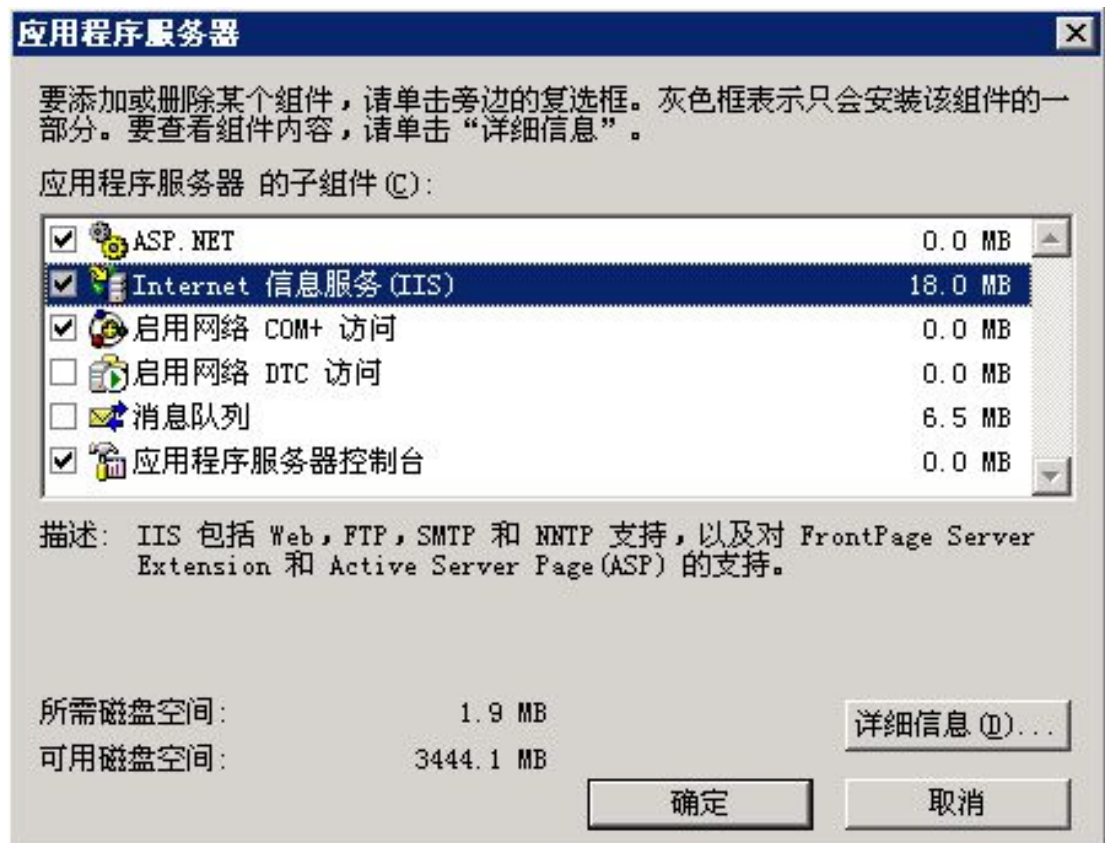 应用程序服务器
要添加或删除某个组件，请单击旁边的复选框。灰色框表示只会安装该组件的一
部分。要查看组件内容，请单击“详细信息”。
应用程序服务器 的子组件(C):
ASP.NET 0.0 MB
Internet 信息服务(IIS) 18.0 MB
启用网络 COM+ 访问 0.0 MB
启用网络 DTC 访问 0.0 MB
消息队列 6.5 MB
应用程序服务器控制台 0.0 MB
描述: IIS 包括 Web，FTP，SMTP 和 NNTP 支持，以及对 FrontPage Server
Extension 和 Active Server Page(ASP) 的支持。
所需磁盘空间: 1.9 MB
详细信息(D)...
可用磁盘空间: 3444.1 MB
确定 取消